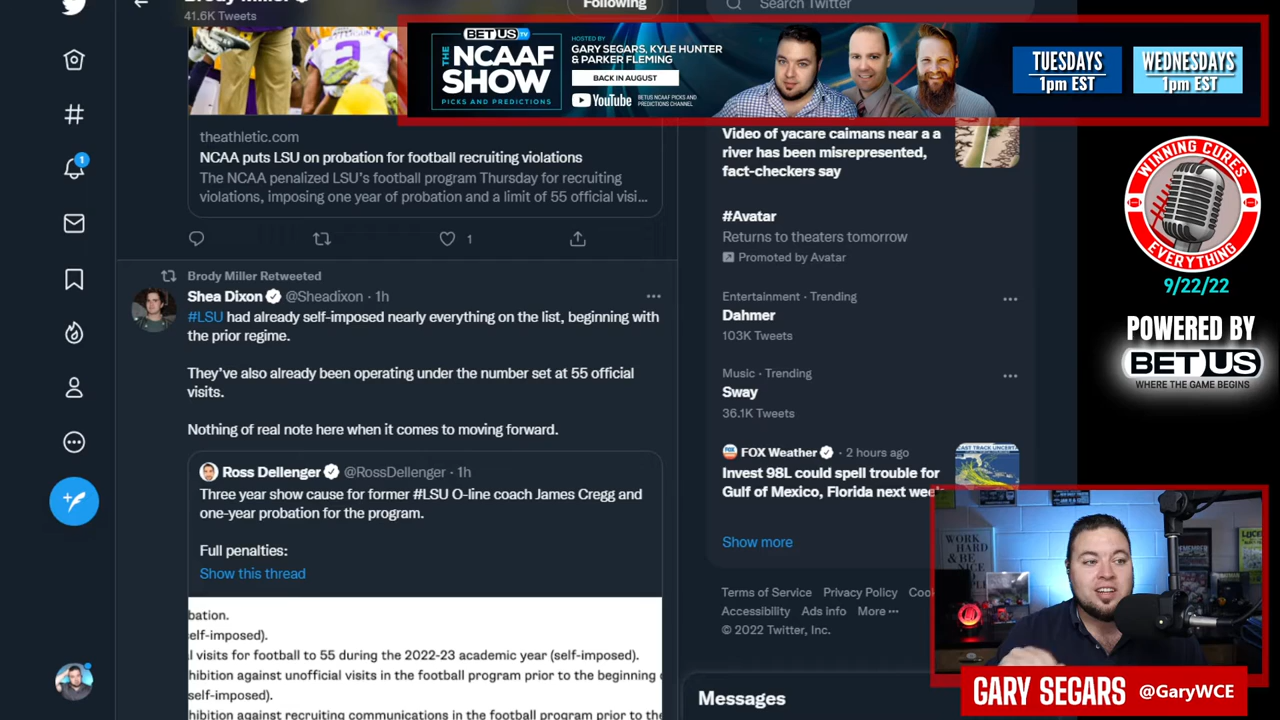 41.6K Tweets
Following
Search Twitter
BETUS TV
THE NCAAF SHOW
PICKS AND PREDICTIONS
HOSTED BY
GARY SEGARS, KYLE HUNTER
& PARKER FLEMING
BACK IN AUGUST
YouTube
BETUS NCAAF PICKS AND
PREDICTIONS CHANNEL
TUESDAYS
1pm EST
WEDNESDAYS
1pm EST
theathletic.com
NCAA puts LSU on probation for football recruiting violations
The NCAA penalized LSU's football program Thursday for recruiting
violations, imposing one year of probation and a limit of 55 official visi...
1
Brody Miller Retweeted
Shea Dixon @Sheadixon · 1h
#LSU had already self-imposed nearly everything on the list, beginning with
the prior regime.
They've also already been operating under the number set at 55 official
visits.
Nothing of real note here when it comes to moving forward.
Ross Dellenger @RossDellenger · 1h
Three year show cause for former #LSU O-line coach James Cregg and
one-year probation for the program.
Full penalties:
Show this thread
bation.
elf-imposed).
l visits for football to 55 during the 2022-23 academic year (self-imposed).
hibition against unofficial visits in the football program prior to the beginning
self-imposed).
hibition against recruiting communications in the football program prior to the
1
Video of yacare caimans near a
river has been misrepresented,
fact-checkers say
#Avatar
Returns to theaters tomorrow
Promoted by Avatar
Entertainment · Trending
Dahmer
103K Tweets
Music · Trending
Sway
36.1K Tweets
FOX Weather · 2 hours ago
Invest 98L could spell trouble for
Gulf of Mexico, Florida next week
Show more
Terms of Service Privacy Policy
Accessibility Ads info More
© 2022 Twitter, Inc.
Messages
WINNING CURES
EVERYTHING
9/22/22
POWERED BY
BETUS
WHERE THE GAME BEGINS
WORK
HARD
& BE
GARY SEGARS @GaryWCE